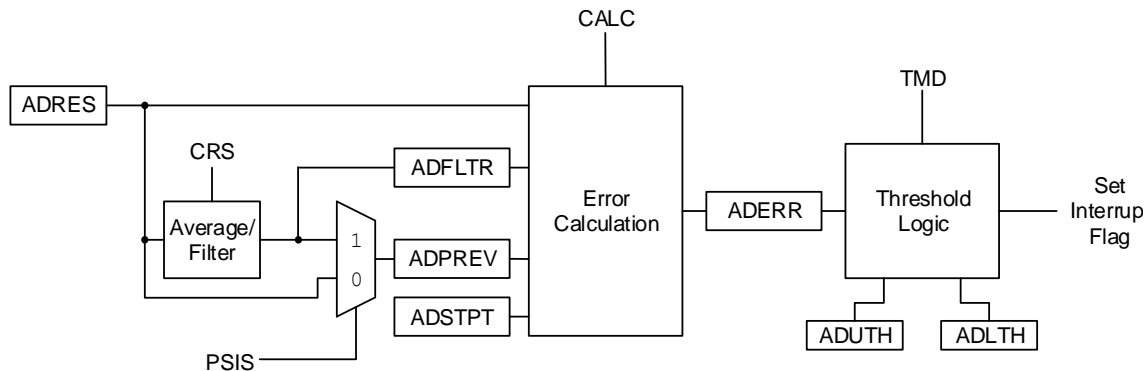 CALC
ADRES
TMD
CRS
ADFLTR
Average/
Filter
1
0
ADPREV
ADSTPT
PSIS
Error
Calculation
ADERR
Threshold
Logic
Set
Interrup
Flag
ADUTH
ADLTH